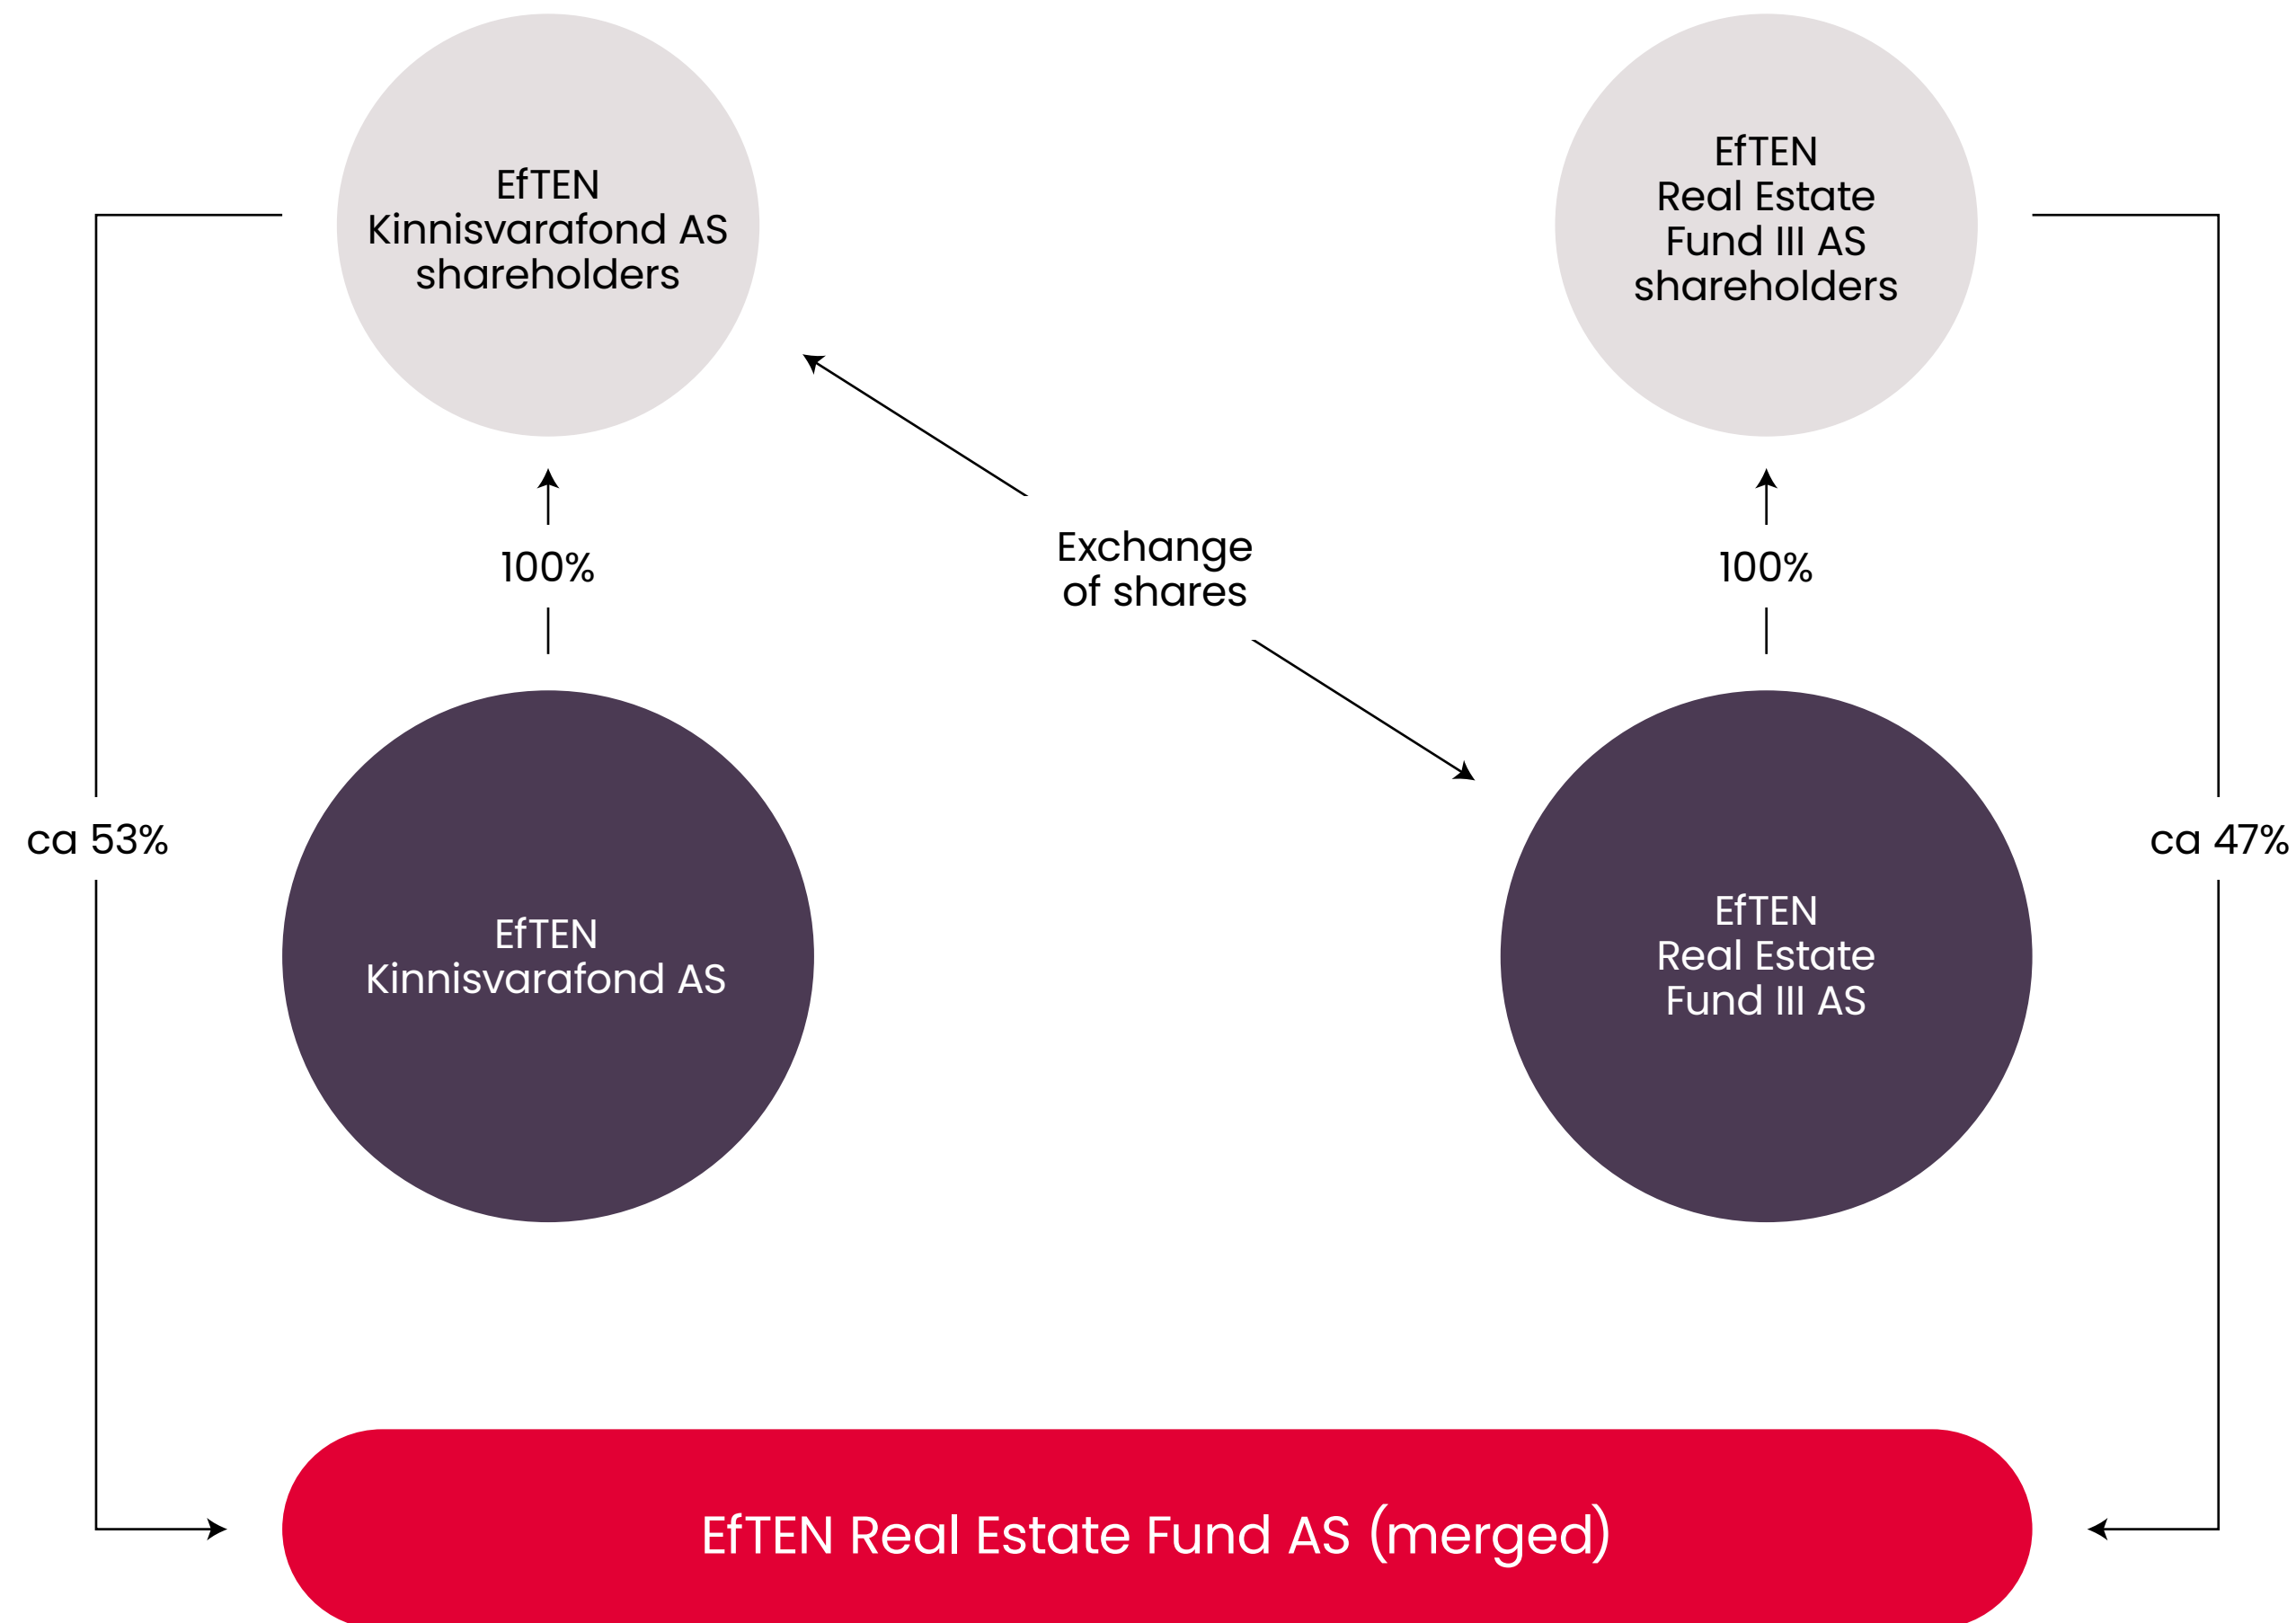 EfTEN
Kinnisvarafond AS
shareholders
EfTEN
Real Estate
Fund III AS
shareholders
100%
Exchange
of shares
100%
ca 53%
ca 47%
EfTEN
Kinnisvarafond AS
EfTEN
Real Estate
Fund III AS
EfTEN Real Estate Fund AS (merged)